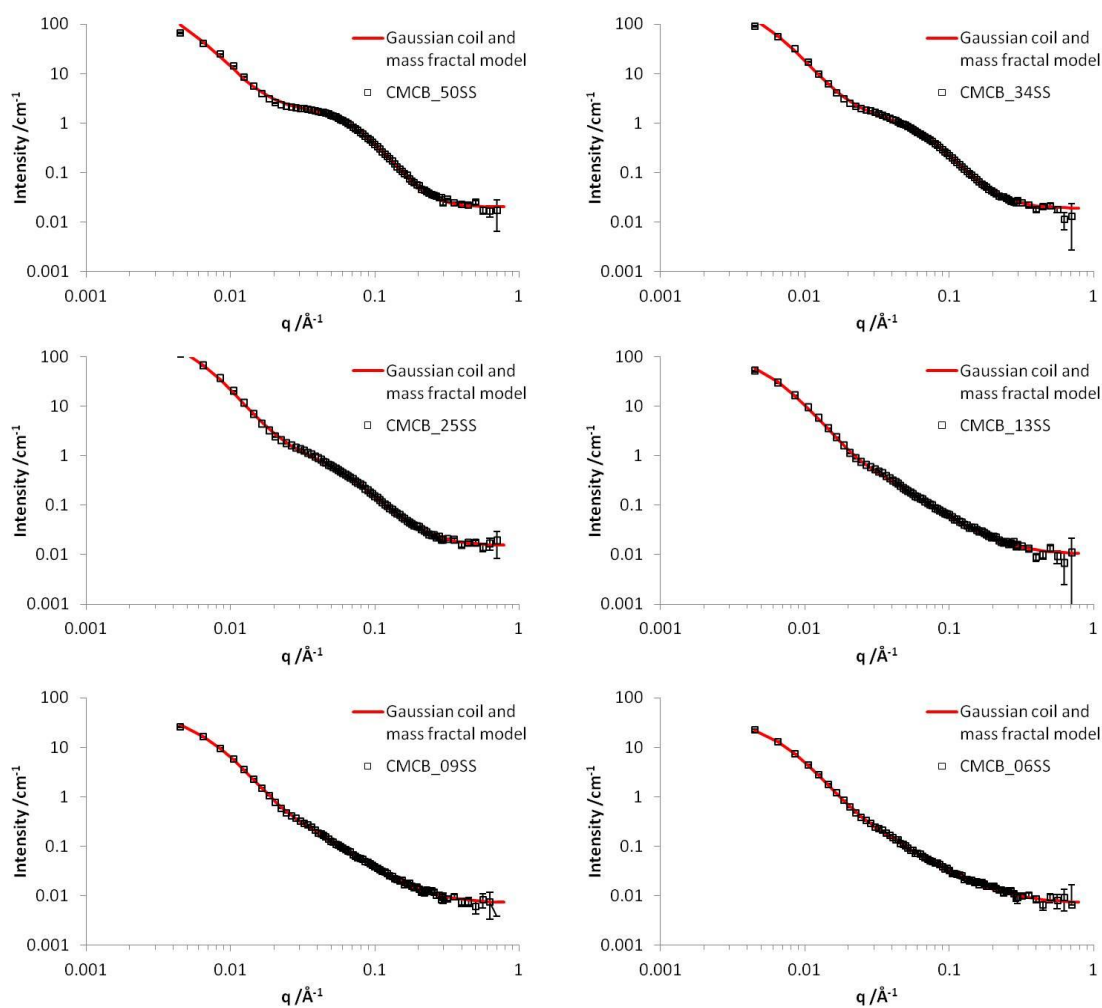 100
10
1
0.1
0.01
0.001
0.001
0.01
0.1
1
Intensity /cm-1
q /Å-1
Gaussian coil and
mass fractal model
CMCB_50SS
100
10
1
0.1
0.01
0.001
0.001
0.01
0.1
1
Intensity /cm-1
q /Å-1
Gaussian coil and
mass fractal model
CMCB_34SS
100
10
1
0.1
0.01
0.001
0.001
0.01
0.1
1
Intensity /cm-1
q /Å-1
Gaussian coil and
mass fractal model
CMCB_25SS
100
10
1
0.1
0.01
0.001
0.001
0.01
0.1
1
Intensity /cm-1
q /Å-1
Gaussian coil and
mass fractal model
CMCB_13SS
100
10
1
0.1
0.01
0.001
0.001
0.01
0.1
1
Intensity /cm-1
q /Å-1
Gaussian coil and
mass fractal model
CMCB_09SS
100
10
1
0.1
0.01
0.001
0.001
0.01
0.1
1
Intensity /cm-1
q /Å-1
Gaussian coil and
mass fractal model
CMCB_06SS